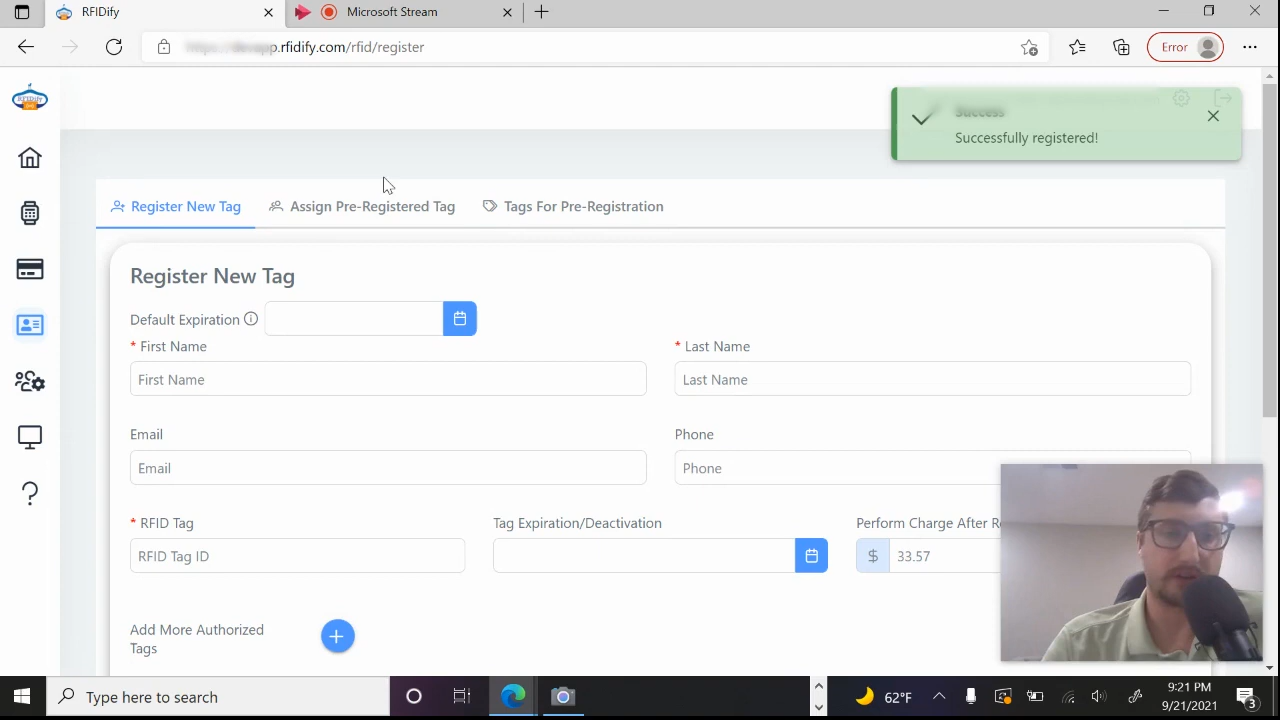 RFIDify
Microsoft Stream
.rfidify.com/rfid/register
Error
Success
Successfully registered!
Register New Tag
Assign Pre-Registered Tag
Tags For Pre-Registration
Register New Tag
Default Expiration
* First Name
* Last Name
First Name
Last Name
Email
Phone
Email
Phone
* RFID Tag
Tag Expiration/Deactivation
Perform Charge After
RFID Tag ID
$ 33.57
Add More Authorized
Tags
Type here to search
62°F
9:21 PM
9/21/2021
3